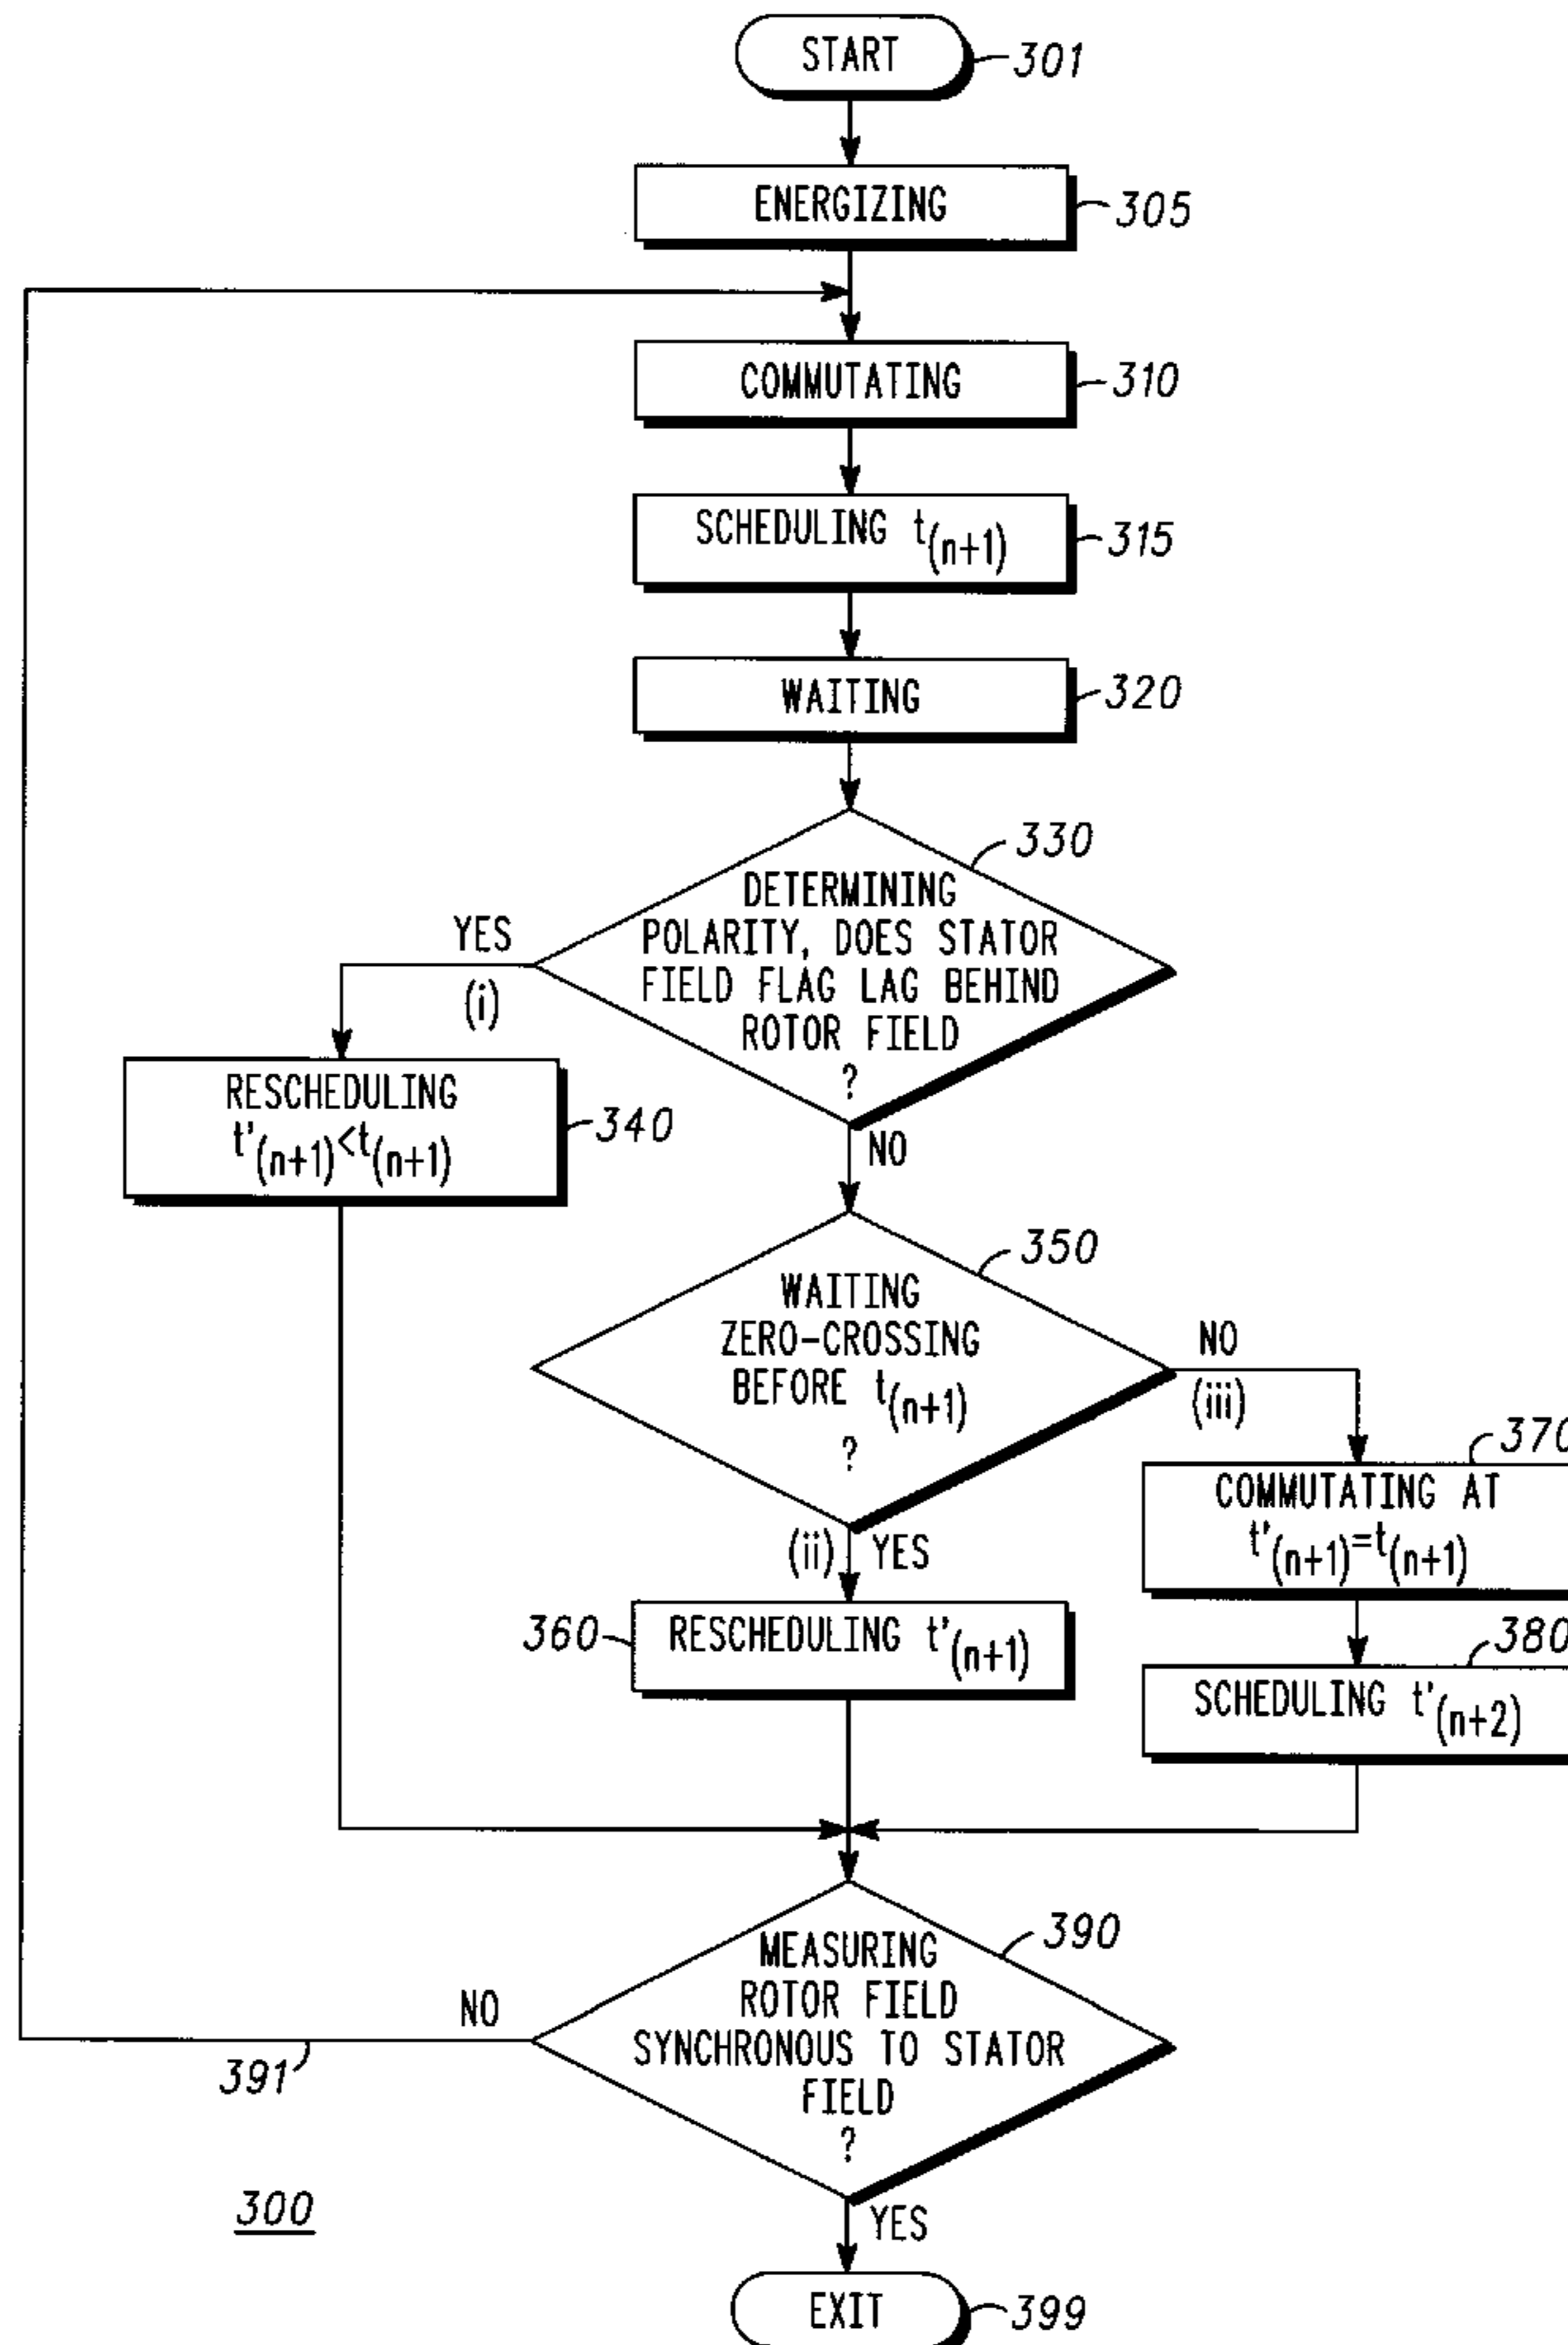 START
301
ENERGIZING
305
COMMUTATING
310
SCHEDULING t(n+1)
315
WAITING
320
330
DETERMINING
POLARITY, DOES STATOR
FIELD FLAG LAG BEHIND
ROTOR FIELD
?
YES
(i)
NO
RESCHEDULING
t'(n+1)<t(n+1)
340
350
WAITING
ZERO-CROSSING
BEFORE t(n+1)
?
NO
(iii)
(ii) YES
370
COMMUTATING AT
t'(n+1)=t(n+1)
360
RESCHEDULING t'(n+1)
380
SCHEDULING t'(n+2)
390
MEASURING
ROTOR FIELD
SYNCHRONOUS TO STATOR
FIELD
?
NO
391
YES
300
EXIT
399